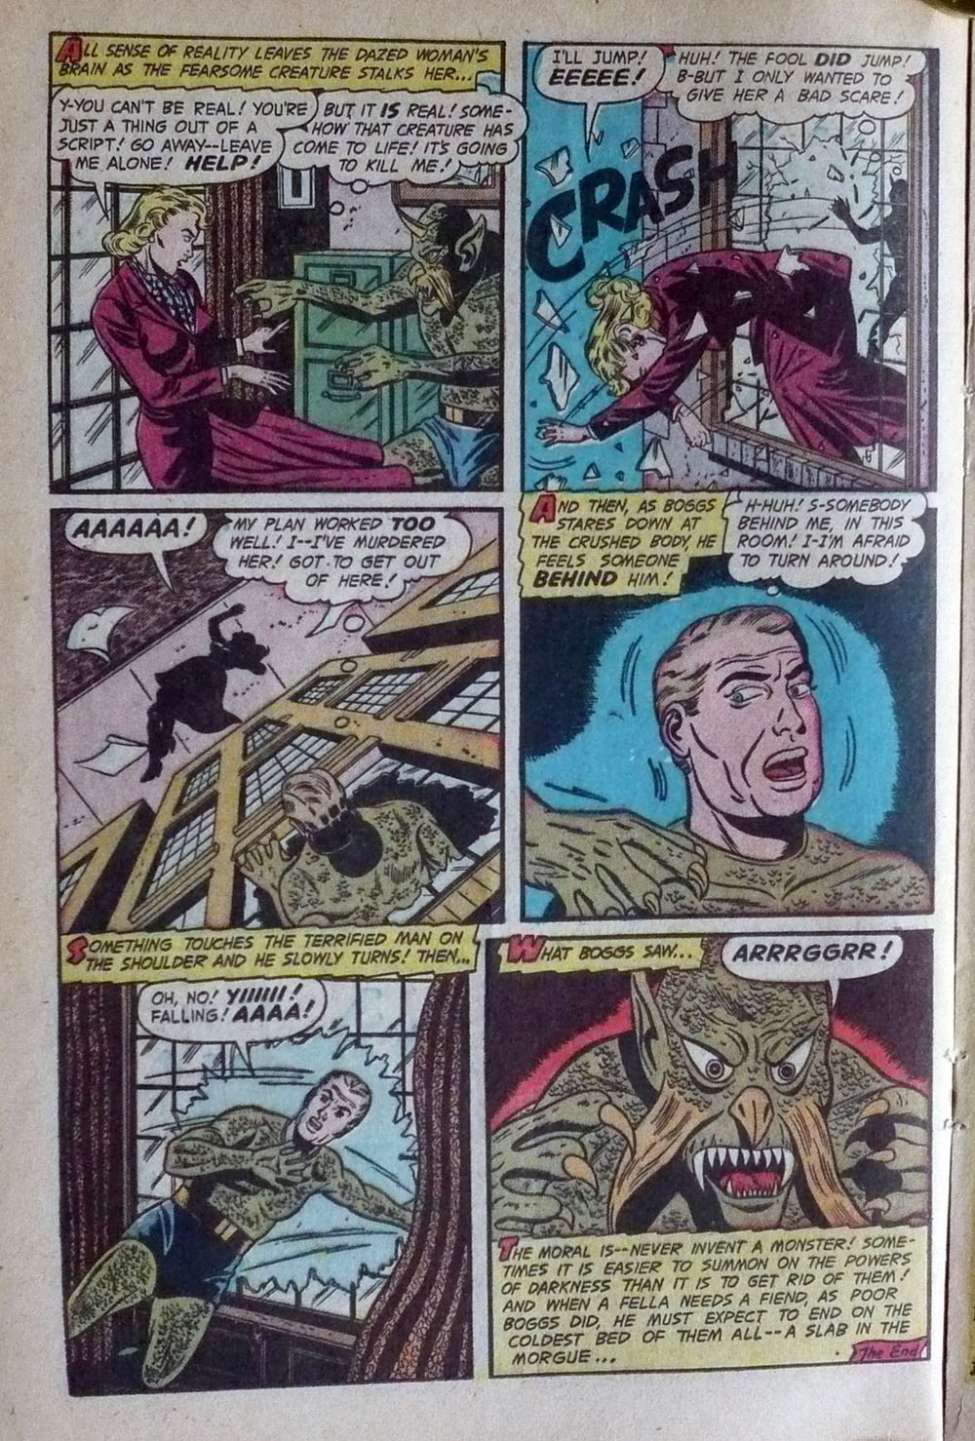 ALL SENSE OF REALITY LEAVES THE DAZED WOMAN'S
BRAIN AS THE FEARSOME CREATURE STALKS HER...
Y-YOU CAN'T BE REAL! YOU'RE
JUST A THING OUT OF A
SCRIPT! GO AWAY--LEAVE
ME ALONE! HELP!
BUT IT IS REAL! SOME-
HOW THAT CREATURE HAS
COME TO LIFE! IT'S GOING
TO KILL ME!
I'LL JUMP!
EEEEE!
HUH! THE FOOL DID JUMP!
B-BUT I ONLY WANTED TO
GIVE HER A BAD SCARE!
CRASH
AAAAAA!
MY PLAN WORKED TOO
WELL! I--I'VE MURDERED
HER! GOT TO GET OUT
OF HERE!
AND THEN, AS BOGGS
STARES DOWN AT
THE CRUSHED BODY, HE
FEELS SOMEONE
BEHIND HIM!
H-HUH! S-SOMEBODY
BEHIND ME, IN THIS
ROOM! I-I'M AFRAID
TO TURN AROUND!
SOMETHING TOUCHES THE TERRIFIED MAN ON
THE SHOULDER AND HE SLOWLY TURNS! THEN...
OH, NO! YIIIIII!
FALLING! AAAA!
WHAT BOGGS SAW...
ARRRGGRR!
THE MORAL IS--NEVER INVENT A MONSTER! SOME-
TIMES IT IS EASIER TO SUMMON ON THE POWERS
OF DARKNESS THAN IT IS TO GET RID OF THEM!
AND WHEN A FELLA NEEDS A FIEND, AS POOR
BOGGS DID, HE MUST EXPECT TO END ON THE
COLDEST BED OF THEM ALL--A SLAB IN THE
MORGUE...
The End